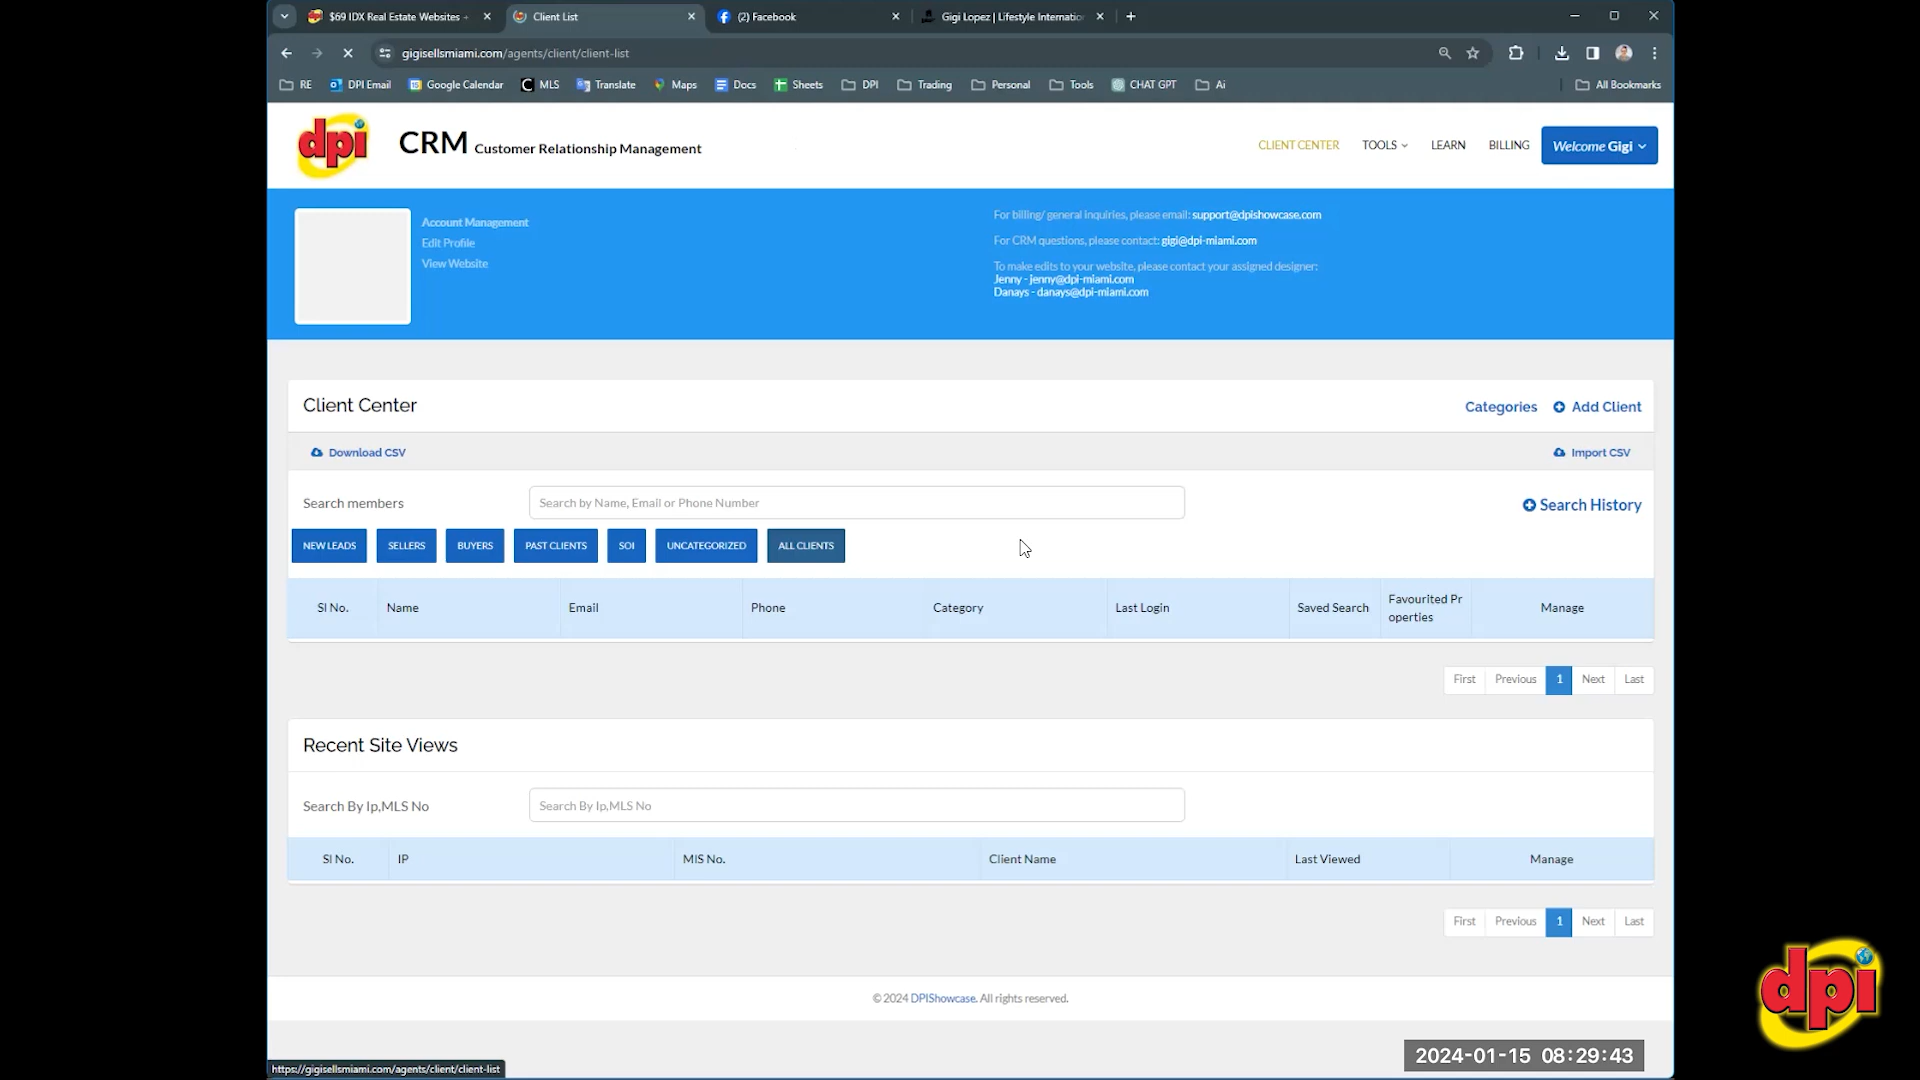 $69 IDX Real Estate Websites -
Client List
(2) Facebook
Gigi Lopez | Lifestyle Internatio
gigisellsmiami.com/agents/client/client-list
RE
DPI Email
Google Calendar
MLS
Translate
Maps
Docs
Sheets
DPI
Trading
Personal
Tools
CHAT GPT
Ai
All Bookmarks
dpi
CRM Customer Relationship Management
CLIENT CENTER
TOOLS
LEARN
BILLING
Welcome Gigi
Account Management
Edit Profile
View Website
For billing/ general inquiries, please email: support@dpishowcase.com
For CRM questions, please contact: gigi@dpi-miami.com
To make edits to your website, please contact your assigned designer:
Jenny - jenny@dpi-miami.com
Danays - danays@dpi-miami.com
Client Center
Categories
Add Client
Download CSV
Import CSV
Search members
Search by Name, Email or Phone Number
Search History
NEW LEADS
SELLERS
BUYERS
PAST CLIENTS
SOI
UNCATEGORIZED
ALL CLIENTS
Sl No.
Name
Email
Phone
Category
Last Login
Saved Search
Favourited Pr
operties
Manage
First
Previous
1
Next
Last
Recent Site Views
Search By Ip,MLS No
Search By Ip,MLS No
Sl No.
IP
MlS No.
Client Name
Last Viewed
Manage
First
Previous
1
Next
Last
© 2024 DPIShowcase. All rights reserved.
dpi
2024-01-15 08:29:43
https://gigisellsmiami.com/agents/client/client-list